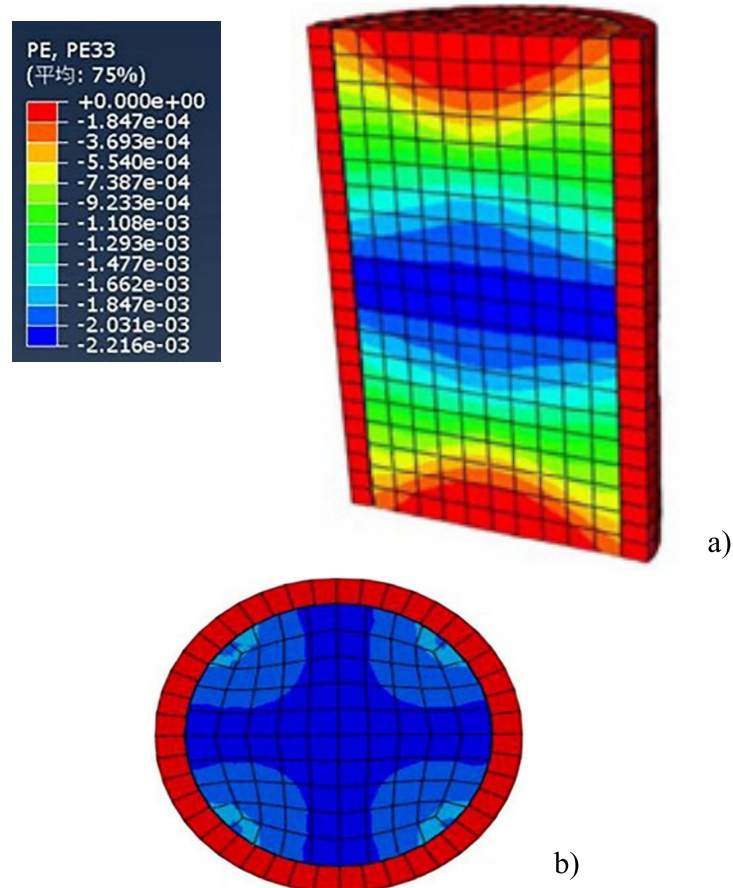 PE, PE33
(平均: 75%)
+0.000e+00
-1.847e-04
-3.693e-04
-5.540e-04
-7.387e-04
-9.233e-04
-1.108e-03
-1.293e-03
-1.477e-03
-1.662e-03
-1.847e-03
-2.031e-03
-2.216e-03
a)
b)